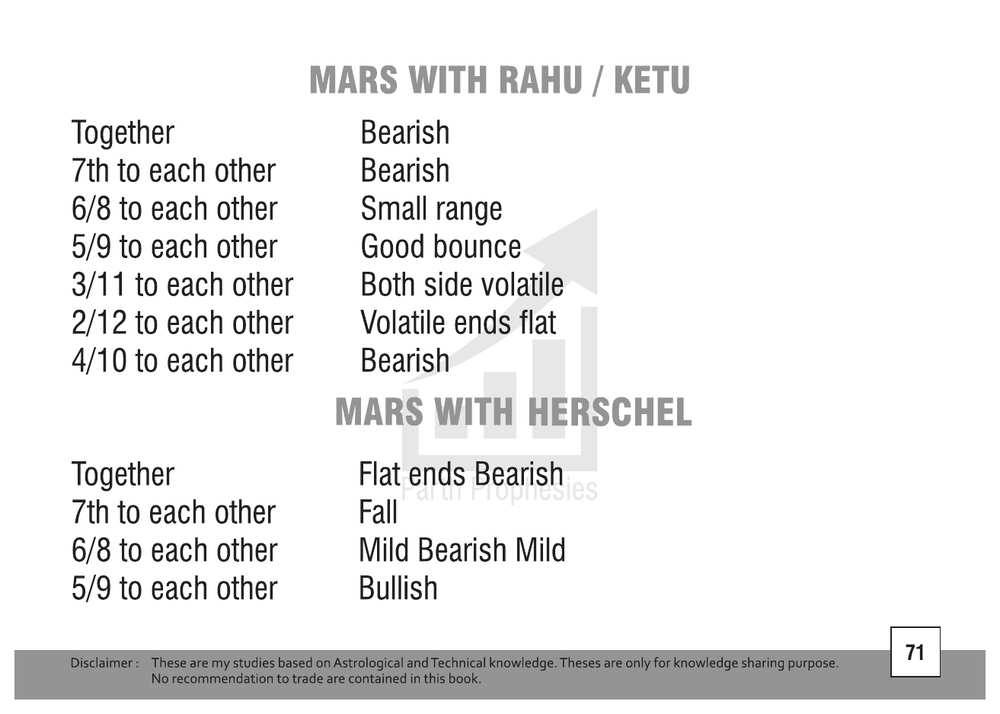 MARS WITH RAHU / KETU
Together Bearish
7th to each other Bearish
6/8 to each other Small range
5/9 to each other Good bounce
3/11 to each other Both side volatile
2/12 to each other Volatile ends flat
4/10 to each other Bearish
MARS WITH HERSCHEL
Together Flat ends Bearish
Parth Prophesies
7th to each other Fall
6/8 to each other Mild Bearish Mild
5/9 to each other Bullish
71
Disclaimer : These are my studies based on Astrological and Technical knowledge. Theses are only for knowledge sharing purpose.
No recommendation to trade are contained in this book.